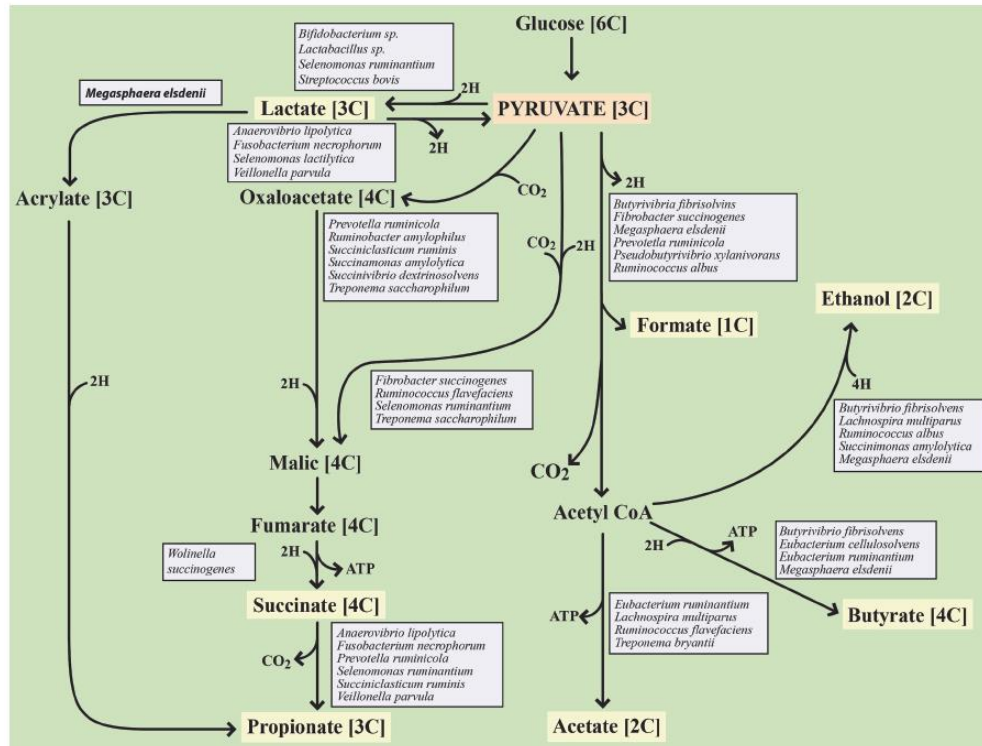 Glucose [6C]
Bifidobacterium sp.
Lactabacillus sp.
Selenomonas ruminantium
Streptococcus bovis
Megasphaera elsdenii
2H
Lactate [3C]
PYRUVATE [3C]
2H
Anaerovibrio lipolytica
Fusobacterium necrophorum
Selenomonas lactilytica
Veillonella parvula
Acrylate [3C]
Oxaloacetate [4C]
CO2
2H
Prevotella ruminicola
Ruminobacter amylophilus
Succiniclasticum ruminis
Succinamonas amylolytica
Succinivibrio dextrinosolvens
Treponema saccharophilum
CO2
2H
Butyrivibria fibrisolvins
Fibrobacter succinogenes
Megasphaera elsdenii
Prevotetla ruminicola
Pseudobutyrivibrio xylanivorans
Ruminococcus albus
Ethanol [2C]
Formate [1C]
2H
2H
Fibrobacter succinogenes
Ruminococcus flavefaciens
Selenomonas ruminantium
Treponema saccharophilum
4H
Butyrivibrio fibrisolvens
Lachnospira multiparus
Ruminococcus albus
Succinimonas amylolytica
Megasphaera elsdenii
Malic [4C]
CO2
Acetyl CoA
Fumarate [4C]
Wolinella
succinogenes
2H
ATP
2H
ATP
Butyrivibrio fibrisolvens
Eubacterium cellulosolvens
Eubacterium ruminantium
Megasphaera elsdenii
Succinate [4C]
ATP
Eubacterium ruminantium
Lachnospira multiparus
Ruminococcus flavefaciens
Treponema bryantii
Butyrate [4C]
CO2
Anaerovibrio lipolytica
Fusobacterium necrophorum
Prevotella ruminicola
Selenomonas ruminantium
Succiniclasticum ruminis
Veillonella parvula
Propionate [3C]
Acetate [2C]